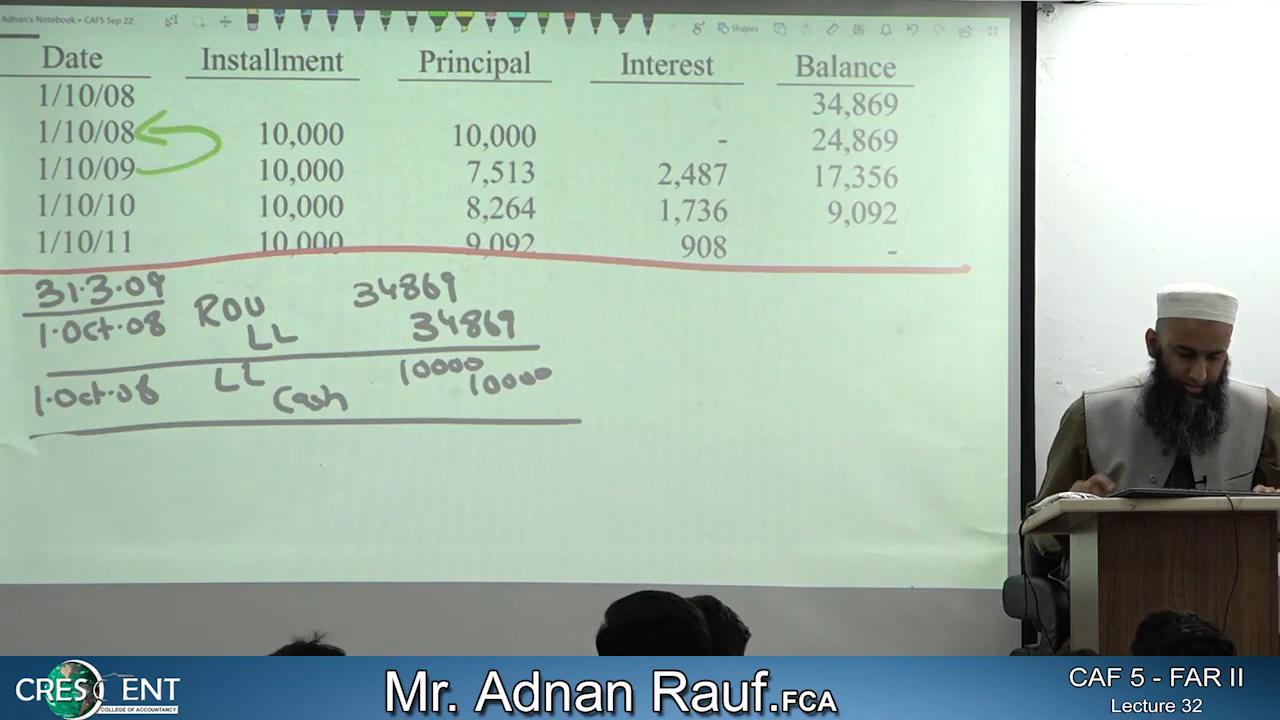 Adnan's Notebook » CAF5 Sep 22
Shapes
Date Installment Principal Interest Balance
1/10/08 34,869
1/10/08 10,000 10,000 - 24,869
1/10/09 10,000 7,513 2,487 17,356
1/10/10 10,000 8,264 1,736 9,092
1/10/11 10,000 9,092 908 -
31.3.09
1.Oct.08 ROU 34869
LL 34869
1.Oct.08 LL 10000
Cash 10000
CRESCENT
COLLEGE OF ACCOUNTANCY
Mr. Adnan Rauf.FCA
CAF 5 - FAR II
Lecture 32